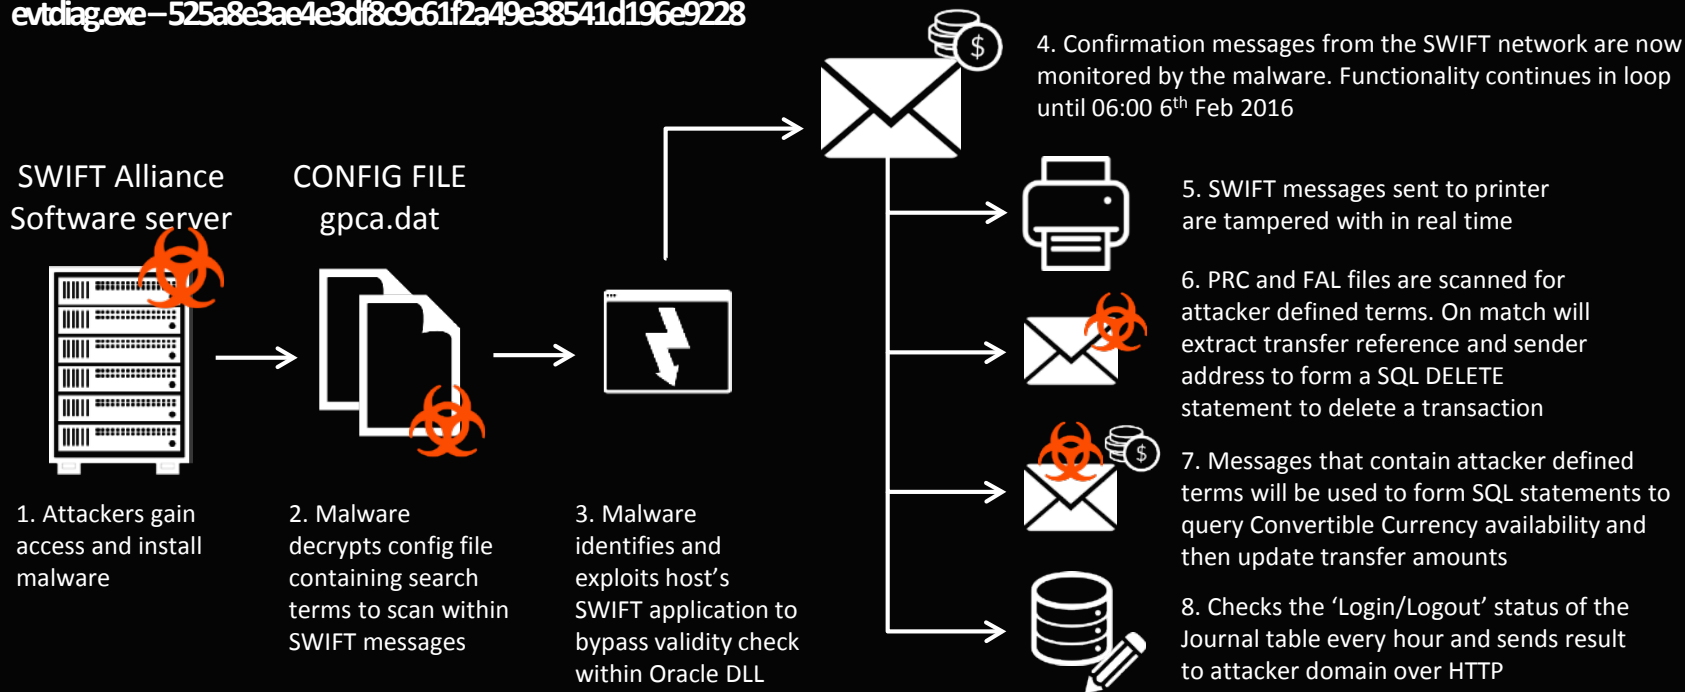 evtdiag.exe – 525a8e3ae4e3df8c9c61f2a49e38541d196e9228
SWIFT Alliance
Software server
CONFIG FILE
gpca.dat
1. Attackers gain
access and install
malware
2. Malware
decrypts config file
containing search
terms to scan within
SWIFT messages
3. Malware
identifies and
exploits host’s
SWIFT application to
bypass validity check
within Oracle DLL
$
4. Confirmation messages from the SWIFT network are now
monitored by the malware. Functionality continues in loop
until 06:00 6th Feb 2016
5. SWIFT messages sent to printer
are tampered with in real time
6. PRC and FAL files are scanned for
attacker defined terms. On match will
extract transfer reference and sender
address to form a SQL DELETE
statement to delete a transaction
$
7. Messages that contain attacker defined
terms will be used to form SQL statements to
query Convertible Currency availability and
then update transfer amounts
8. Checks the ‘Login/Logout’ status of the
Journal table every hour and sends result
to attacker domain over HTTP